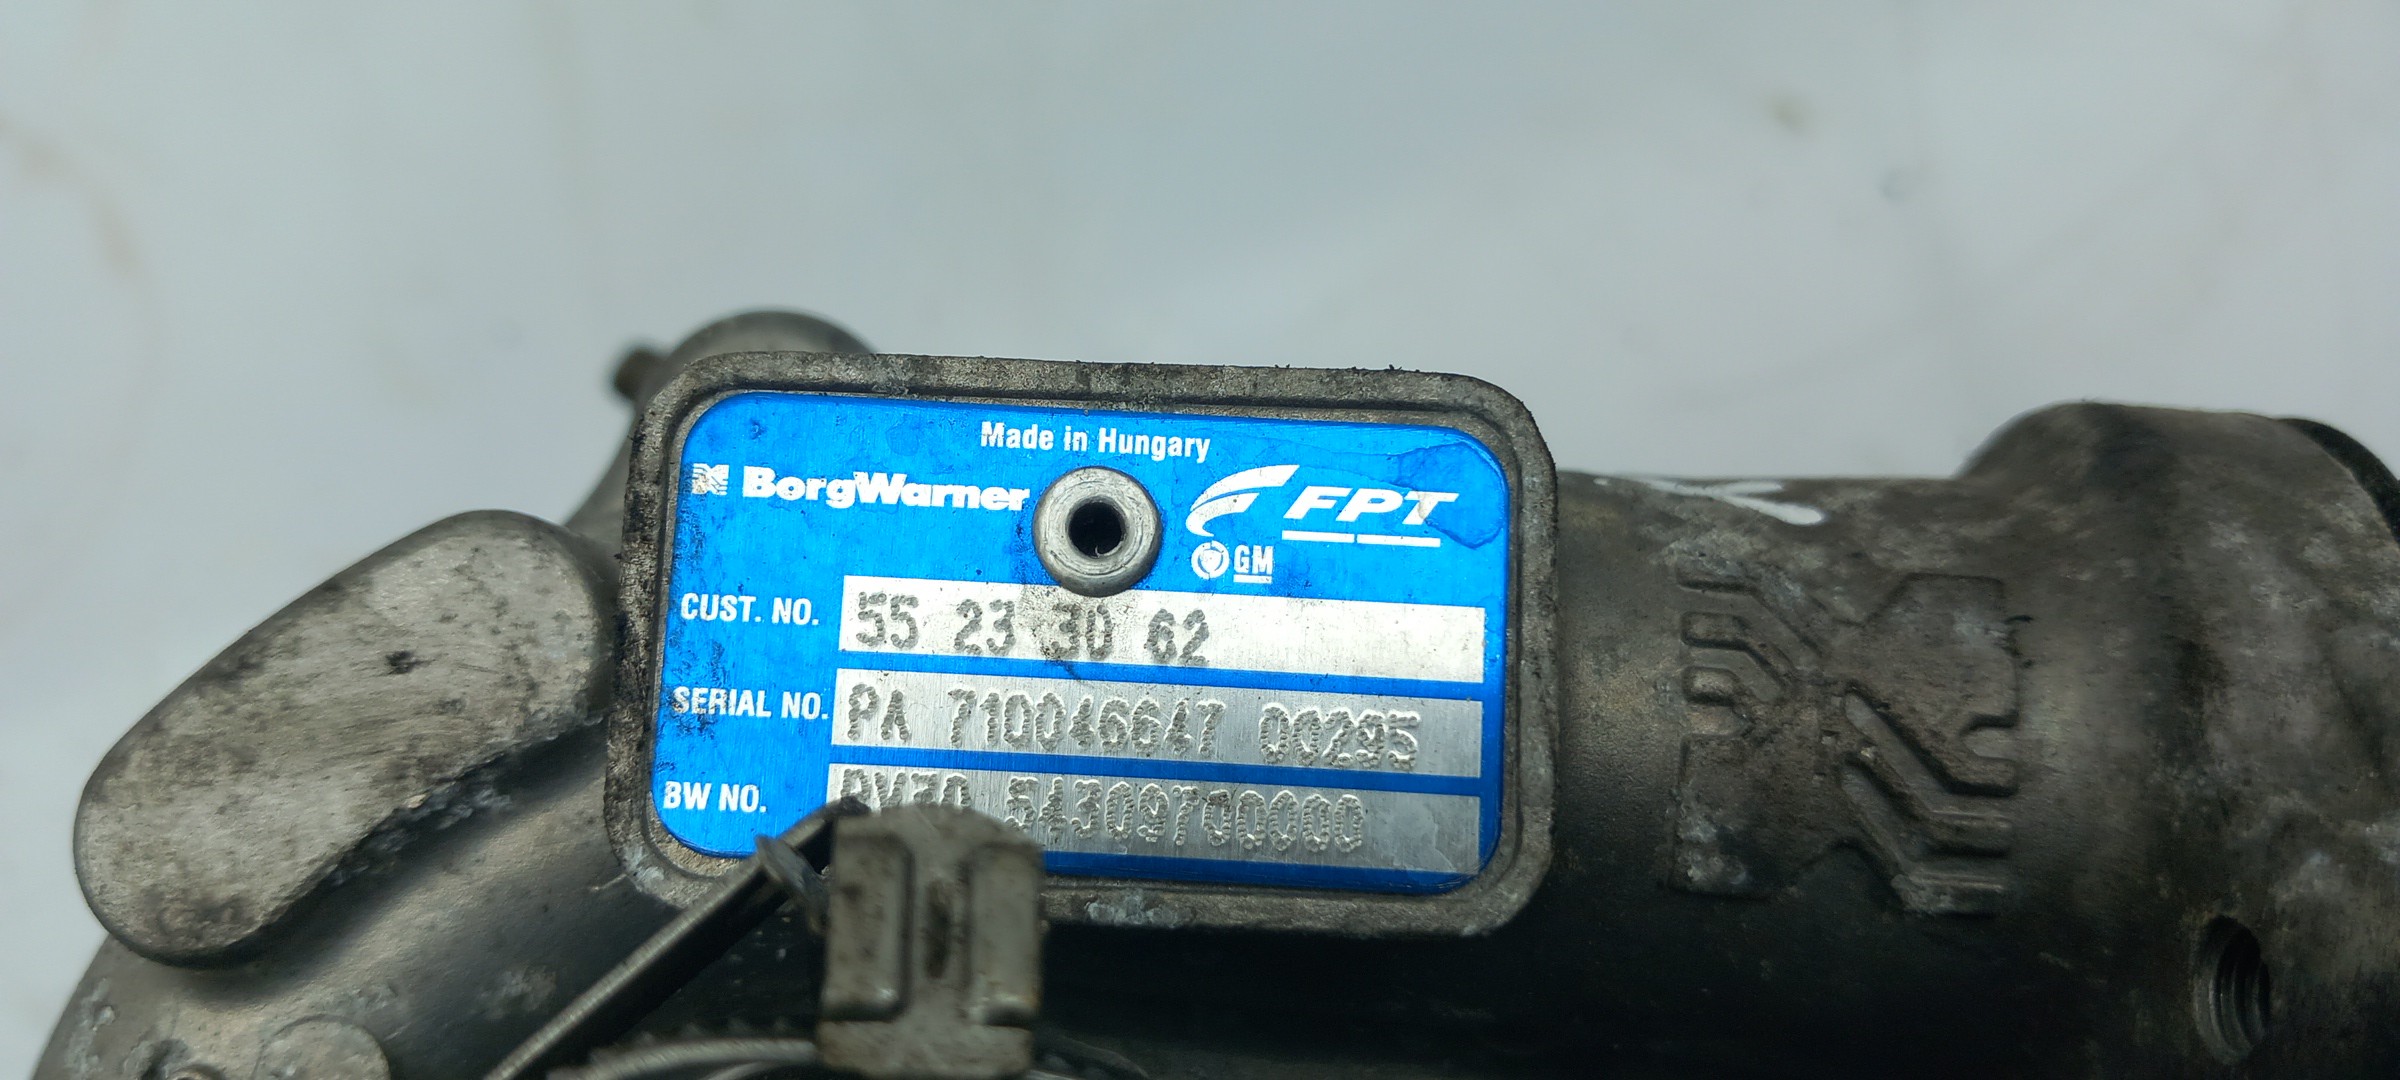 Made in Hungary
BorgWarner FPT
GM
CUST. NO. 55 23 30 62
SERIAL NO. PA 710046647 00295
BW NO. 54309700000